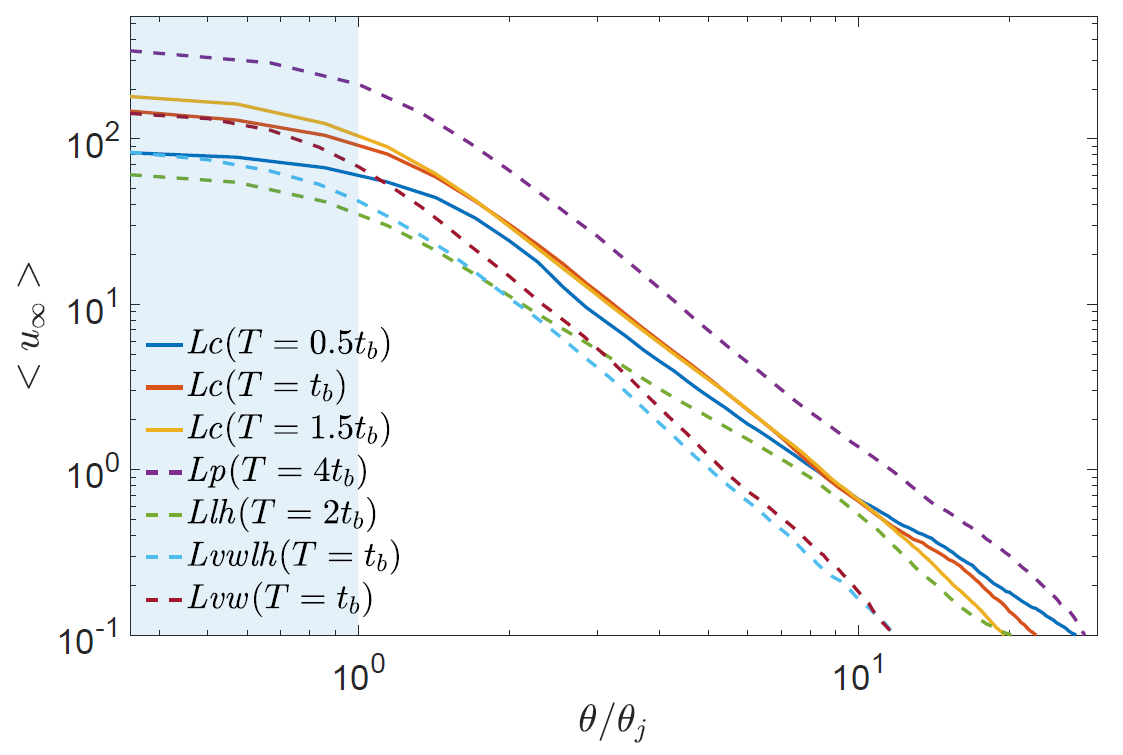 10^2
10^1
10^0
10^-1
< u_∞ >
Lc(T = 0.5t_b)
Lc(T = t_b)
Lc(T = 1.5t_b)
Lp(T = 4t_b)
Llh(T = 2t_b)
Lvwlh(T = t_b)
Lvw(T = t_b)
10^0
10^1
θ/θ_j